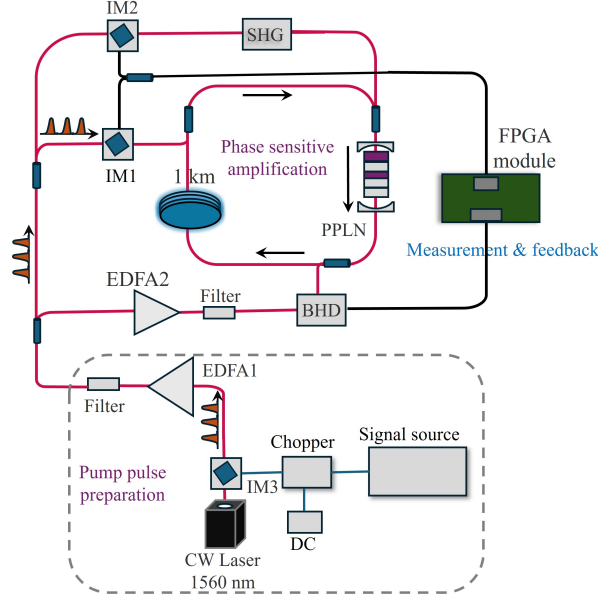 IM2
SHG
FPGA
module
Phase sensitive
amplification
IM1
1 km
PPLN
Measurement & feedback
EDFA2
Filter
BHD
EDFA1
Filter
Chopper
Signal source
Pump pulse
preparation
IM3
DC
CW Laser
1560 nm